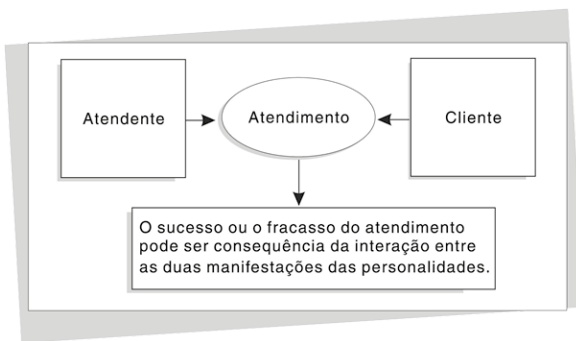 Atendente
Atendimento
Cliente
O sucesso ou o fracasso do atendimento
pode ser consequência da interação entre
as duas manifestações das personalidades.